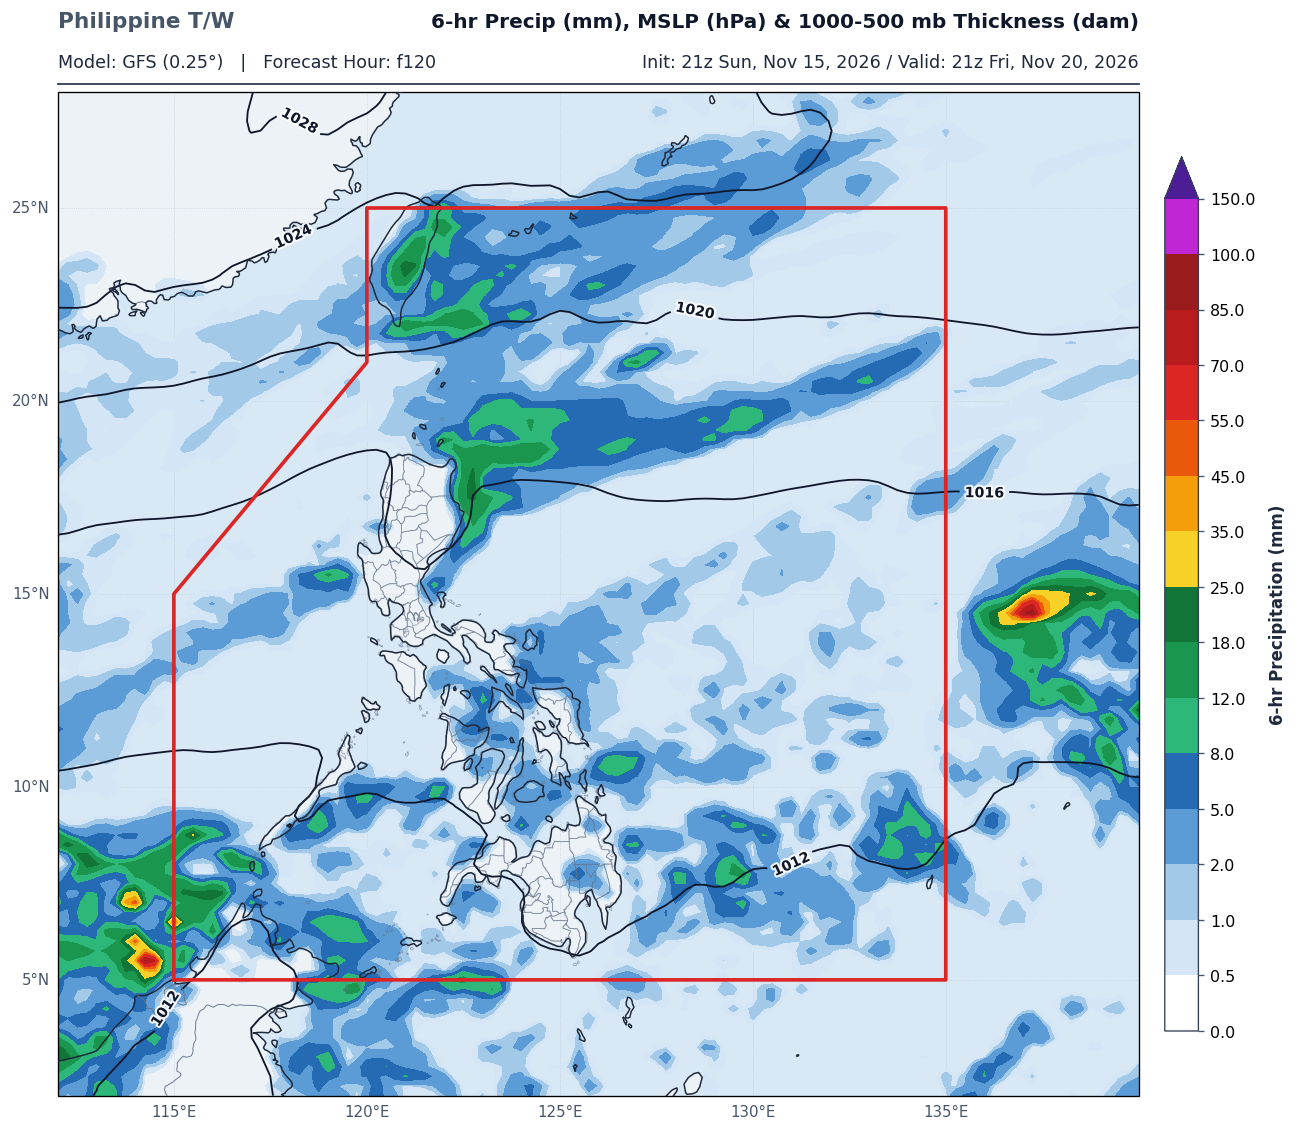 Philippine T/W
6-hr Precip (mm), MSLP (hPa) & 1000-500 mb Thickness (dam)
Model: GFS (0.25°) | Forecast Hour: f120
Init: 21z Sun, Nov 15, 2026 / Valid: 21z Fri, Nov 20, 2026
1028
1024
1020
1016
1012
1012
25°N
20°N
15°N
10°N
5°N
115°E
120°E
125°E
130°E
135°E
150.0
100.0
85.0
70.0
55.0
45.0
35.0
25.0
18.0
12.0
8.0
5.0
2.0
1.0
0.5
0.0
6-hr Precipitation (mm)